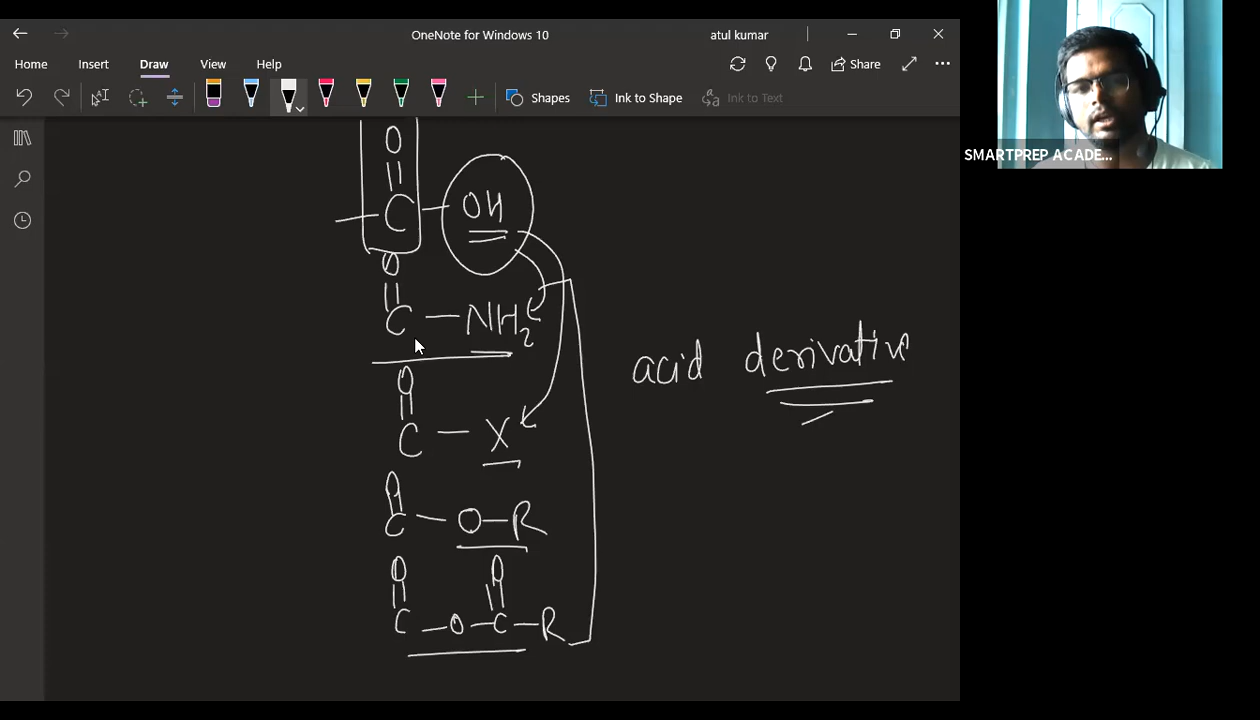 OneNote for Windows 10
atul kumar
Home Insert Draw View Help
Share
Shapes
Ink to Shape
Ink to Text
SMARTPREP ACADE...
O
C OH
O
C — NH₂
O
C — X
O
C — O — R
O O
C — O — C — R
acid derivative